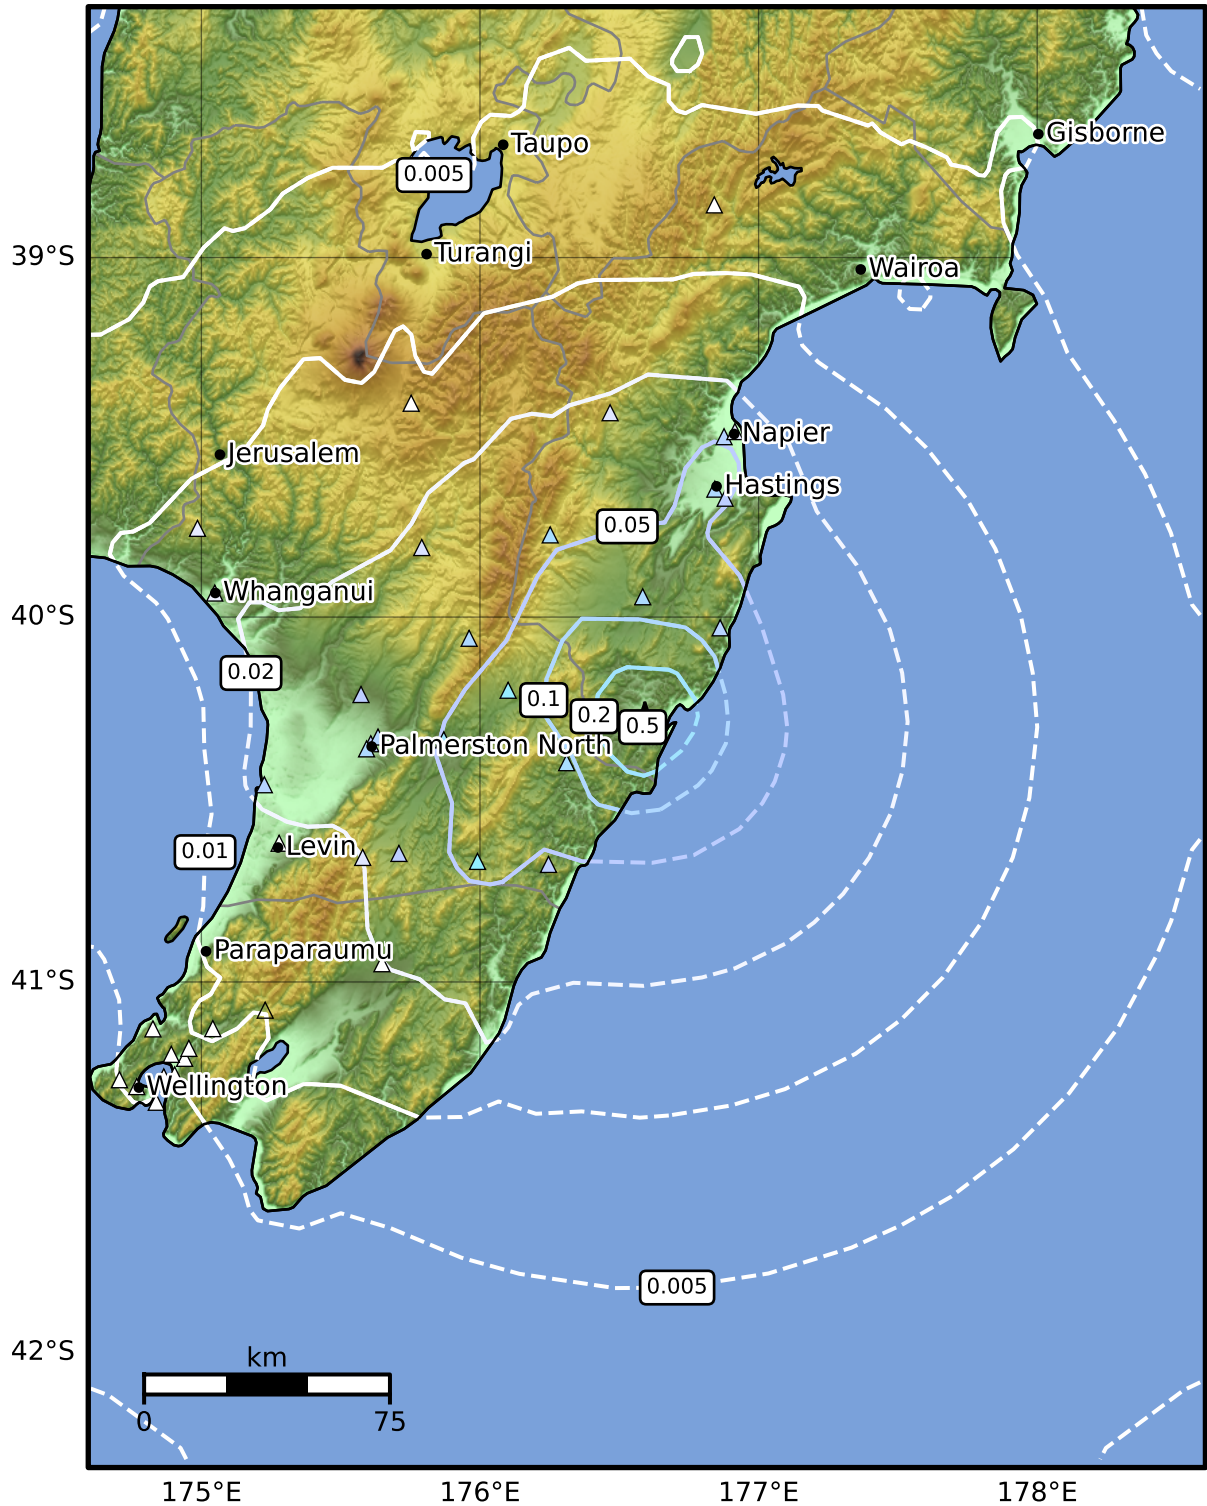 Gisborne
Taupo
0.005
Turangi
39°S
Wairoa
Napier
Jerusalem
Hastings
0.05
Whanganui
40°S
0.02
0.1
0.2
0.5
Palmerston North
Levin
0.01
Paraparaumu
41°S
Wellington
0.005
42°S
km
0
75
175°E
176°E
177°E
178°E